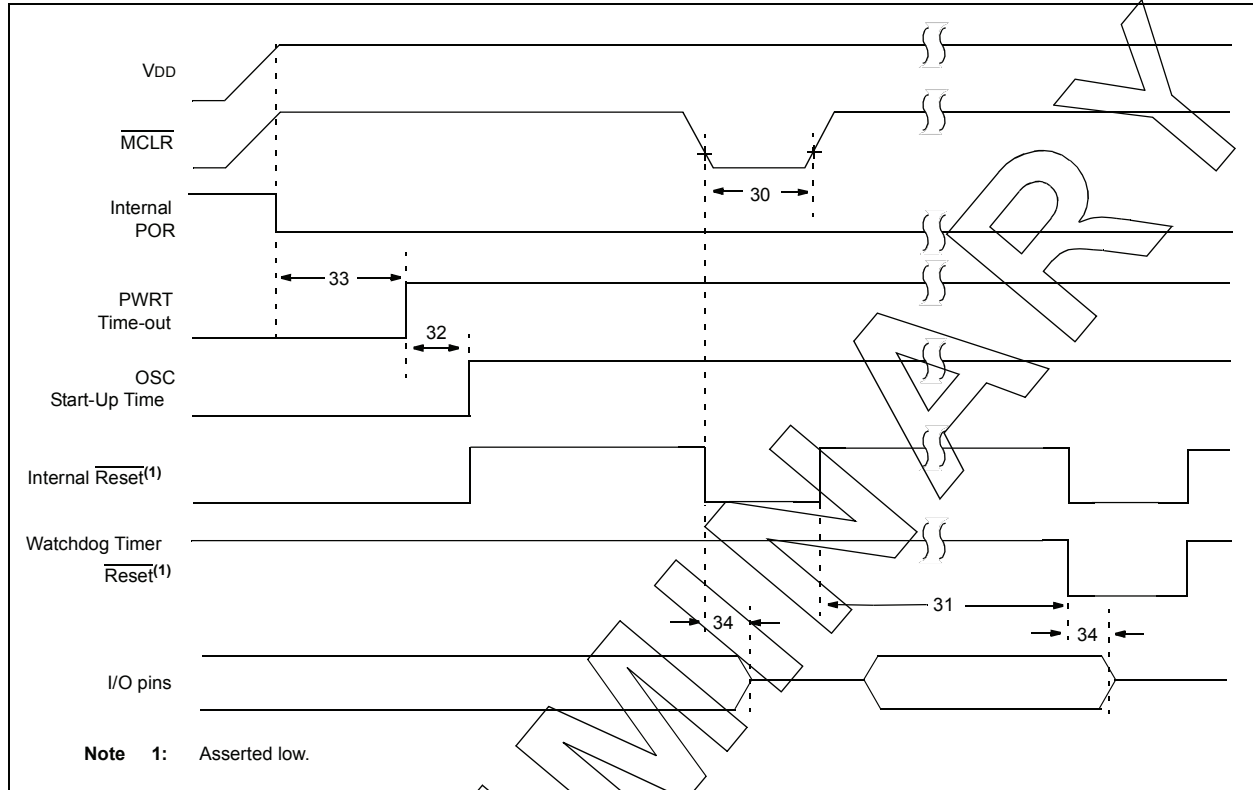 VDD
MCLR
Internal
POR
30
33
PWRT
Time-out
32
OSC
Start-Up Time
Internal Reset(1)
Watchdog Timer
Reset(1)
31
34
34
I/O pins
Note 1: Asserted low.
MINARY